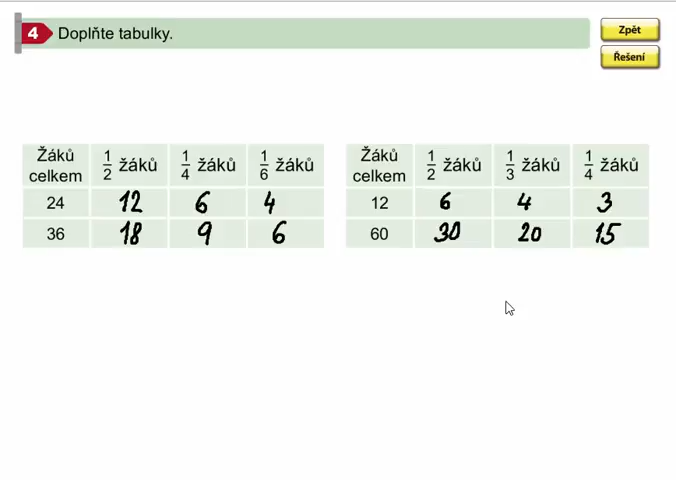 4 Doplňte tabulky.
Zpět
Řešení
Žáků celkem 1/2 žáků 1/4 žáků 1/6 žáků
24 12 6 4
36 18 9 6
Žáků celkem 1/2 žáků 1/3 žáků 1/4 žáků
12 6 4 3
60 30 20 15